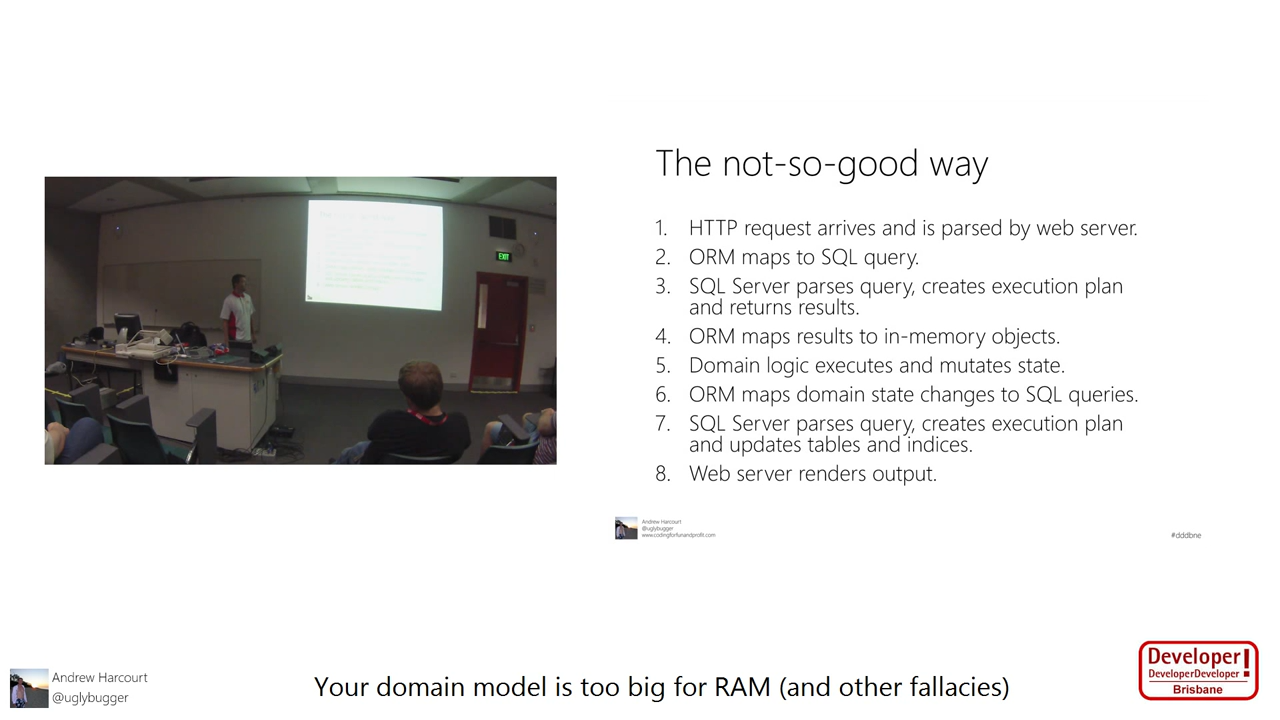 The not-so-good way
1. HTTP request arrives and is parsed by web server.
2. ORM maps to SQL query.
3. SQL Server parses query, creates execution plan
and returns results.
4. ORM maps results to in-memory objects.
5. Domain logic executes and mutates state.
6. ORM maps domain state changes to SQL queries.
7. SQL Server parses query, creates execution plan
and updates tables and indices.
8. Web server renders output.
EXIT
Andrew Harcourt
@uglybugger
www.codingforfunandprofit.com
#dddbne
Andrew Harcourt
@uglybugger
Your domain model is too big for RAM (and other fallacies)
Developer!
DeveloperDeveloper
Brisbane